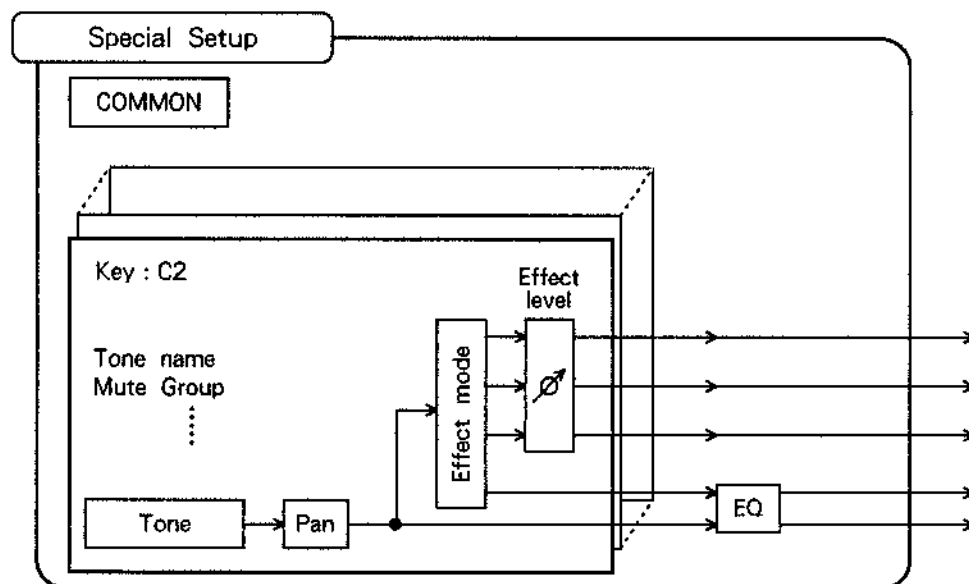 Special Setup
COMMON
Key : C2
Effect
level
Tone name
Mute Group
Effect mode
Tone
Pan
EQ